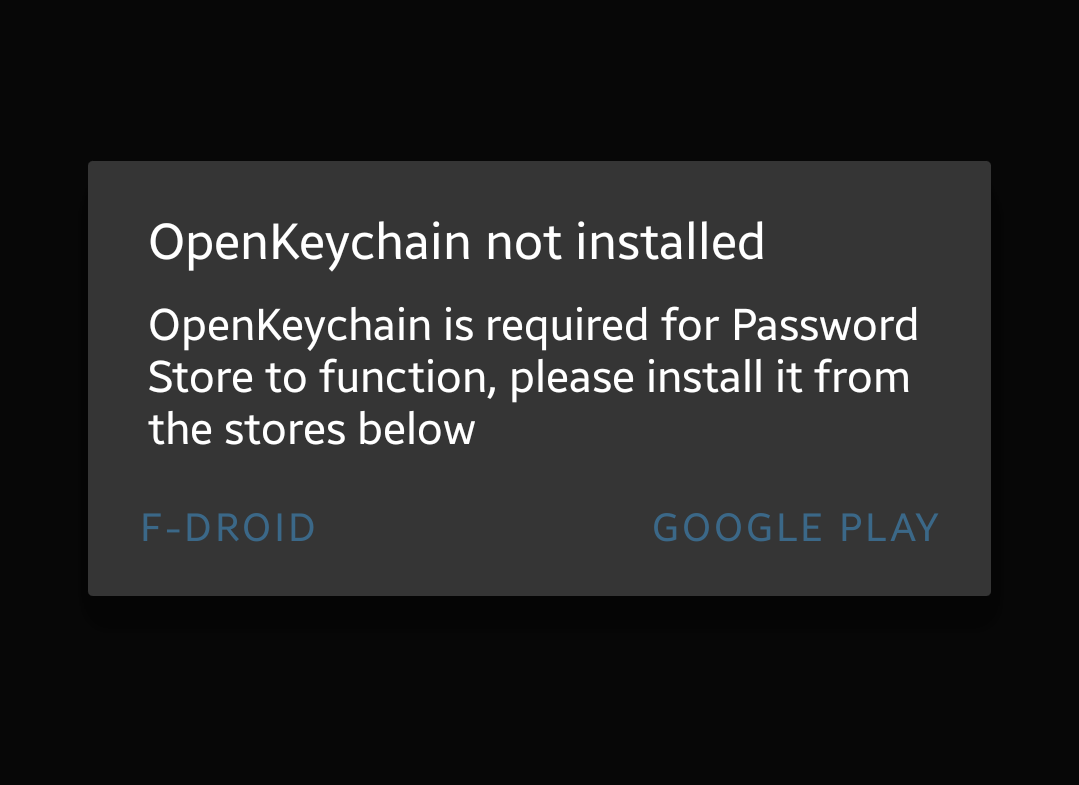 OpenKeychain not installed
OpenKeychain is required for Password
Store to function, please install it from
the stores below
F-DROID
GOOGLE PLAY